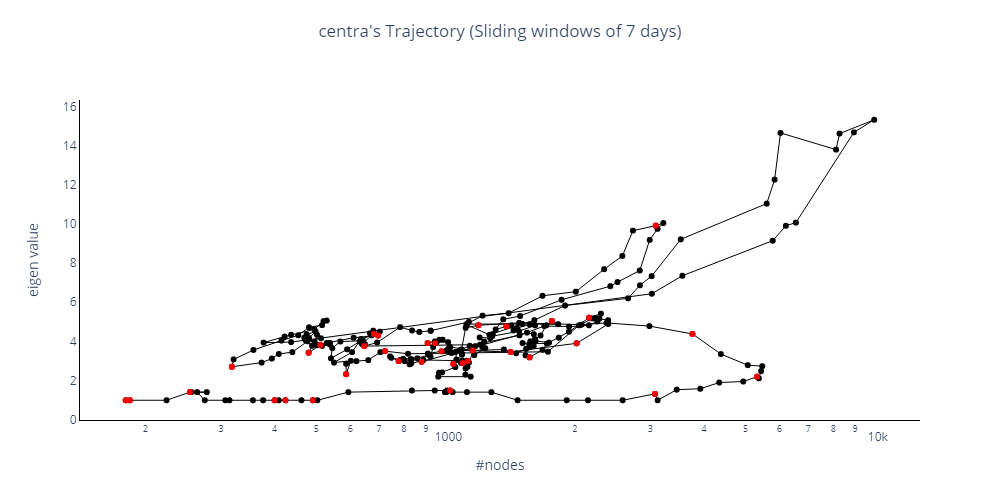 centra's Trajectory (Sliding windows of 7 days)
eigen value
16
14
12
10
8
6
4
2
0
2 3 4 5 6 7 8 9 1000 2 3 4 5 6 7 8 9 10k
#nodes